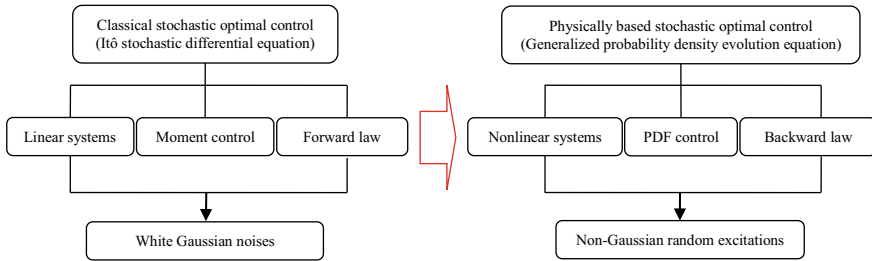 Classical stochastic optimal control
(Itô stochastic differential equation)
Linear systems
Moment control
Forward law
White Gaussian noises
Physically based stochastic optimal control
(Generalized probability density evolution equation)
Nonlinear systems
PDF control
Backward law
Non-Gaussian random excitations